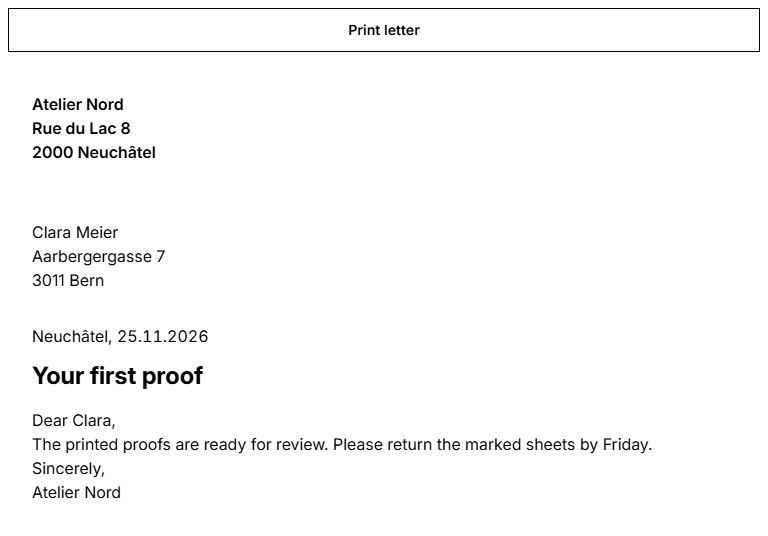 Print letter
Atelier Nord
Rue du Lac 8
2000 Neuchâtel
Clara Meier
Aarbergergasse 7
3011 Bern
Neuchâtel, 25.11.2026
Your first proof
Dear Clara,
The printed proofs are ready for review. Please return the marked sheets by Friday.
Sincerely,
Atelier Nord